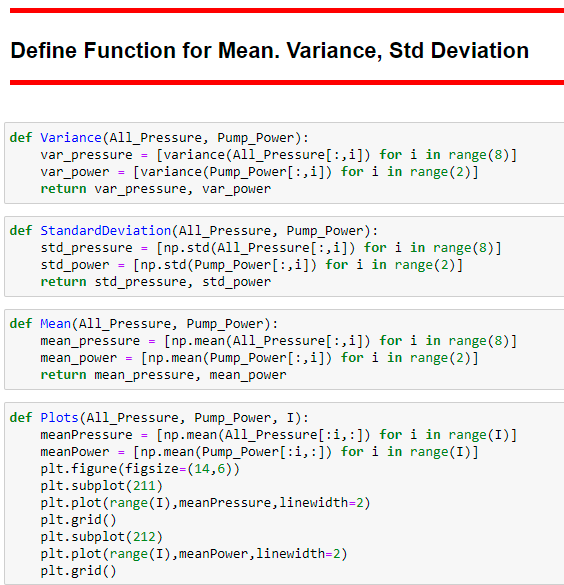 Define Function for Mean. Variance, Std Deviation
def Variance(All_Pressure, Pump_Power):
    var_pressure = [variance(All_Pressure[:,i]) for i in range(8)]
    var_power = [variance(Pump_Power[:,i]) for i in range(2)]
    return var_pressure, var_power
def StandardDeviation(All_Pressure, Pump_Power):
    std_pressure = [np.std(All_Pressure[:,i]) for i in range(8)]
    std_power = [np.std(Pump_Power[:,i]) for i in range(2)]
    return std_pressure, std_power
def Mean(All_Pressure, Pump_Power):
    mean_pressure = [np.mean(All_Pressure[:,i]) for i in range(8)]
    mean_power = [np.mean(Pump_Power[:,i]) for i in range(2)]
    return mean_pressure, mean_power
def Plots(All_Pressure, Pump_Power, I):
    meanPressure = [np.mean(All_Pressure[:i,:]) for i in range(I)]
    meanPower = [np.mean(Pump_Power[:i,:]) for i in range(I)]
    plt.figure(figsize=(14,6))
    plt.subplot(211)
    plt.plot(range(I),meanPressure,linewidth=2)
    plt.grid()
    plt.subplot(212)
    plt.plot(range(I),meanPower,linewidth=2)
    plt.grid()